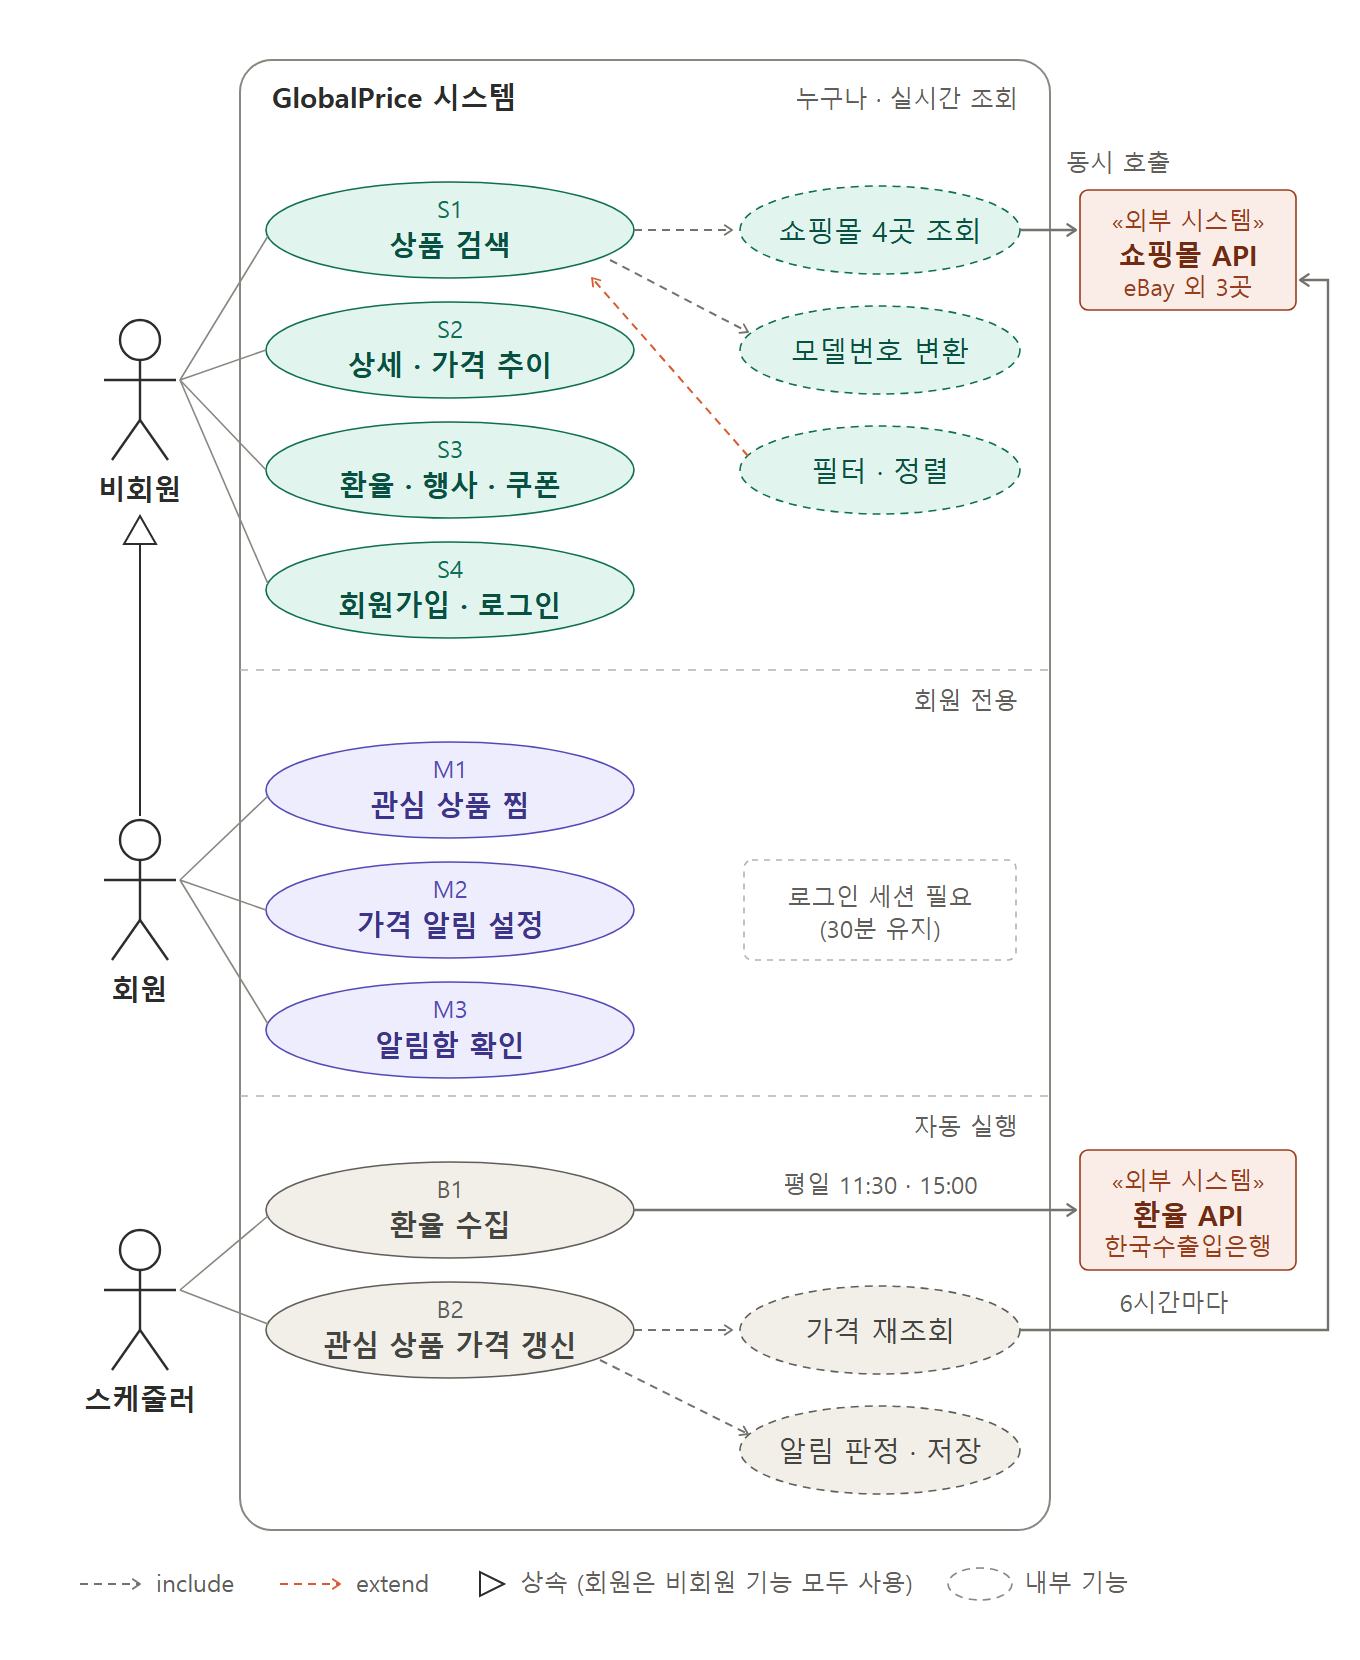 GlobalPrice 시스템
누구나 · 실시간 조회
동시 호출
S1
상품 검색
쇼핑몰 4곳 조회
«외부 시스템»
쇼핑몰 API
eBay 외 3곳
S2
상세 · 가격 추이
모델번호 변환
S3
환율 · 행사 · 쿠폰
필터 · 정렬
비회원
S4
회원가입 · 로그인
회원 전용
M1
관심 상품 찜
M2
가격 알림 설정
로그인 세션 필요
(30분 유지)
회원
M3
알림함 확인
자동 실행
B1
환율 수집
평일 11:30 · 15:00
«외부 시스템»
환율 API
한국수출입은행
6시간마다
B2
관심 상품 가격 갱신
가격 재조회
스케줄러
알림 판정 · 저장
include
extend
상속 (회원은 비회원 기능 모두 사용)
내부 기능